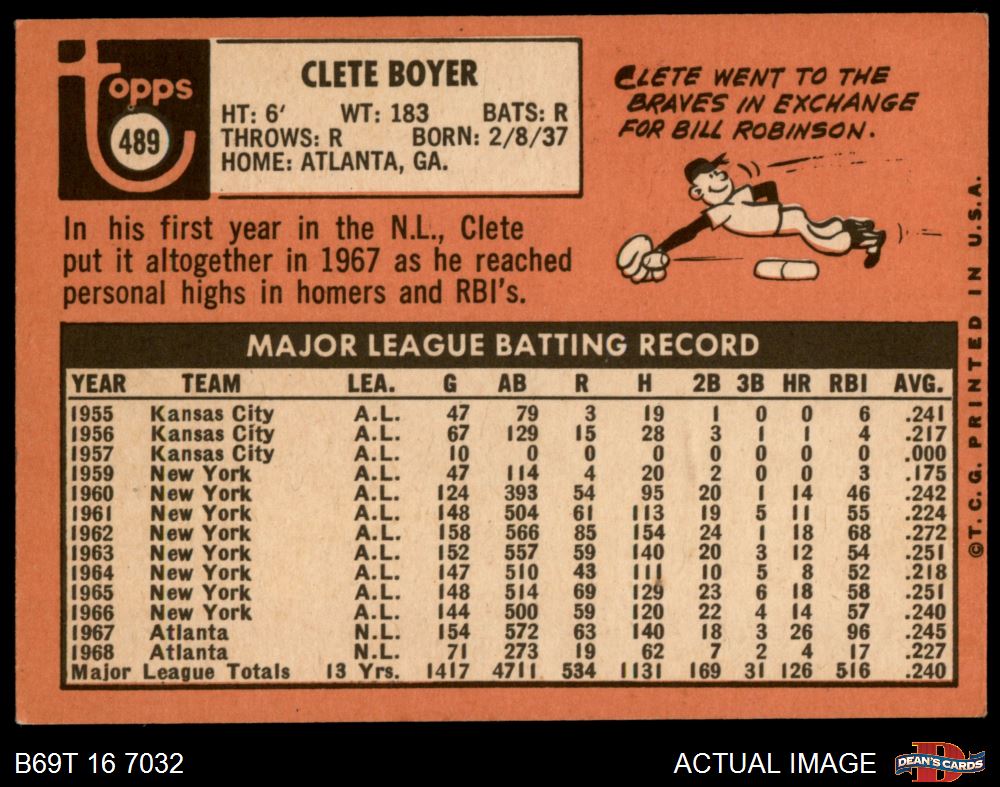 topps
489
CLETE BOYER
HT: 6' WT: 183 BATS: R
THROWS: R BORN: 2/8/37
HOME: ATLANTA, GA.
CLETE WENT TO THE
BRAVES IN EXCHANGE
FOR BILL ROBINSON.
In his first year in the N.L., Clete
put it altogether in 1967 as he reached
personal highs in homers and RBI's.
MAJOR LEAGUE BATTING RECORD
YEAR TEAM LEA. G AB R H 2B 3B HR RBI AVG.
1955 Kansas City A.L. 47 79 3 19 1 0 0 6 .241
1956 Kansas City A.L. 67 129 15 28 3 1 1 4 .217
1957 Kansas City A.L. 10 0 0 0 0 0 0 0 .000
1959 New York A.L. 47 114 4 20 2 0 0 3 .175
1960 New York A.L. 124 393 54 95 20 1 14 46 .242
1961 New York A.L. 148 504 61 113 19 5 11 55 .224
1962 New York A.L. 158 566 85 154 24 1 18 68 .272
1963 New York A.L. 152 557 59 140 20 3 12 54 .251
1964 New York A.L. 147 510 43 111 10 5 8 52 .218
1965 New York A.L. 148 514 69 129 23 6 18 58 .251
1966 New York A.L. 144 500 59 120 22 4 14 57 .240
1967 Atlanta N.L. 154 572 63 140 18 3 26 96 .245
1968 Atlanta N.L. 71 273 19 62 7 2 4 17 .227
Major League Totals 13 Yrs. 1417 4711 534 1131 169 31 126 516 .240
©T.C.G. PRINTED IN U.S.A.
B69T 16 7032
ACTUAL IMAGE
D
DEAN'S CARDS